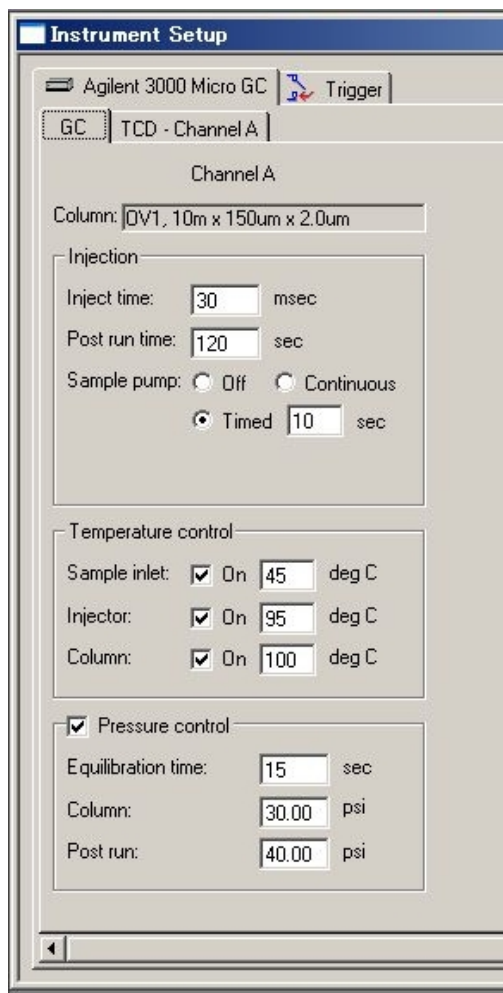 Instrument Setup
Agilent 3000 Micro GC Trigger
GC TCD - Channel A
Channel A
Column: OV1, 10m x 150um x 2.0um
Injection
Inject time: 30 msec
Post run time: 120 sec
Sample pump: Off Continuous
Timed 10 sec
Temperature control
Sample inlet: On 45 deg C
Injector: On 95 deg C
Column: On 100 deg C
Pressure control
Equilibration time: 15 sec
Column: 30.00 psi
Post run: 40.00 psi